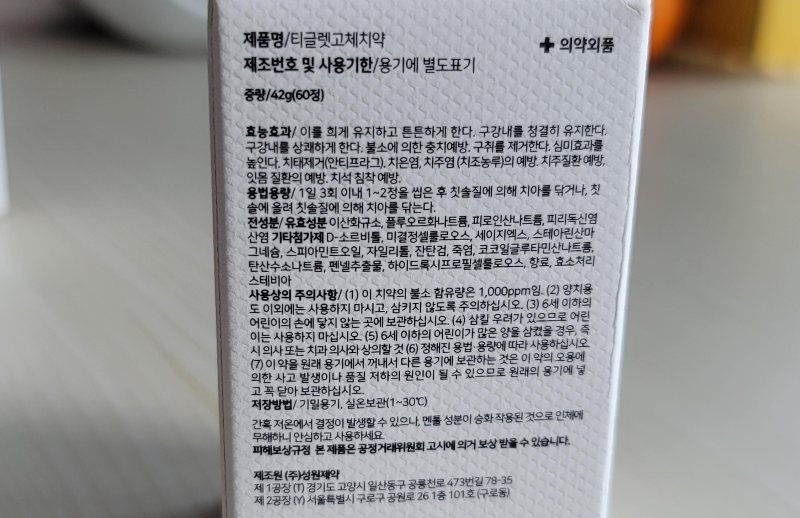 제품명/티글렛고체치약
✚ 의약외품
제조번호 및 사용기한/용기에 별도표기
중량/42g(60정)
효능효과/ 이를 희게 유지하고 튼튼하게 한다. 구강내를 청결히 유지한다.
구강내를 상쾌하게 한다. 불소에 의한 충치예방. 구취를 제거한다. 심미효과를
높인다. 치태제거(안티프라그). 치은염, 치주염 (치조농루)의 예방. 치주질환 예방,
잇몸 질환의 예방. 치석 침착 예방.
용법용량/ 1일 3회 이내 1~2정을 씹은 후 칫솔질에 의해 치아를 닦거나, 칫
솔에 올려 칫솔질에 의해 치아를 닦는다.
전성분/ 유효성분 이산화규소, 플루오르화나트륨, 피로인산나트륨, 피리독신염
산염 기타첨가제 D-소르비톨, 미결정셀룰로오스, 세이지엑스, 스테아린산마
그네슘, 스피아민트오일, 자일리톨, 잔탄검, 죽염, 코코일글루타민산나트륨,
탄산수소나트륨, 펜넬추출물, 하이드록시프로필셀룰로오스, 향료, 효소처리
스테비아
사용상의 주의사항/ (1) 이 치약의 불소 함유량은 1,000ppm임. (2) 양치용
도 이외에는 사용하지 마시고, 삼키지 않도록 주의하십시오. (3) 6세 이하의
어린이의 손에 닿지 않는 곳에 보관하십시오. (4) 삼킬 우려가 있으므로 어린
이는 사용하지 마십시오. (5) 6세 이하의 어린이가 많은 양을 삼켰을 경우, 즉
시 의사 또는 치과 의사와 상의할 것 (6) 정해진 용법·용량에 따라 사용하십시오.
(7) 이 약을 원래 용기에서 꺼내서 다른 용기에 보관하는 것은 이 약의 오용에
의한 사고 발생이나 품질 저하의 원인이 될 수 있으므로 원래의 용기에 넣
고 꼭 닫아 보관하십시오.
저장방법/ 기밀용기, 실온보관(1~30℃)
간혹 저온에서 결정이 발생할 수 있으나, 멘톨 성분이 승화 작용된 것으로 인체에
무해하니 안심하고 사용하세요.
피해보상규정 본 제품은 공정거래위원회 고시에 의거 보상 받을 수 있습니다.
제조원 (주)성원제약
제 1공장 (T) 경기도 고양시 일산동구 공릉천로 473번길 78-35
제 2공장 (Y) 서울특별시 구로구 공원로 26 1층 101호 (구로동)